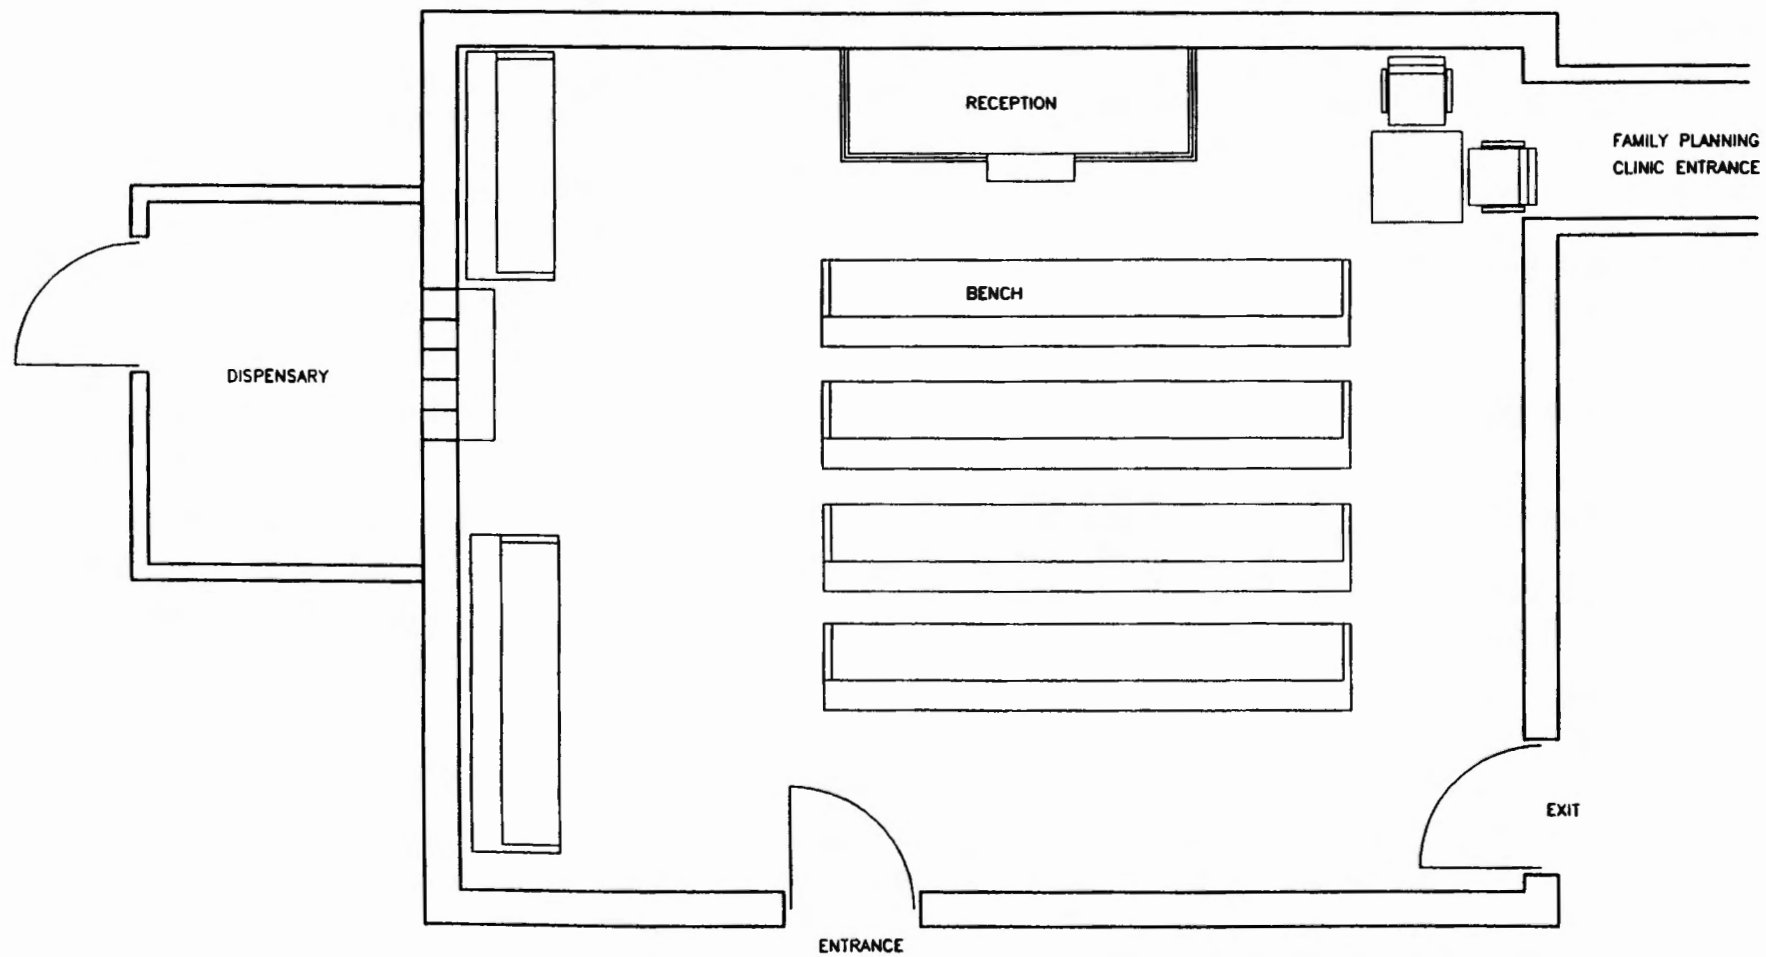 RECEPTION
FAMILY PLANNING
CLINIC ENTRANCE
BENCH
DISPENSARY
EXIT
ENTRANCE